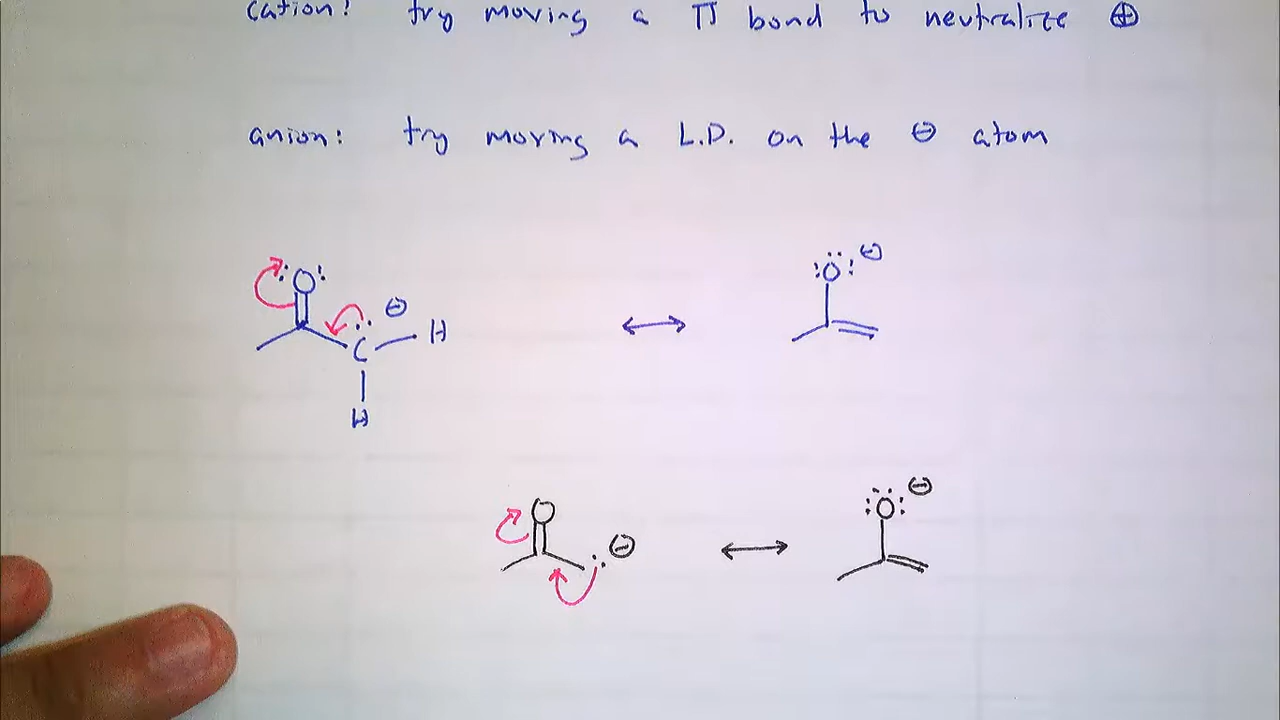 cation: try moving a π bond to neutralize ⊕
anion: try moving a L.P. on the ⊖ atom
:O: :Ö: ⊖
⊖
C H
H
O :Ö: ⊖
: ⊖